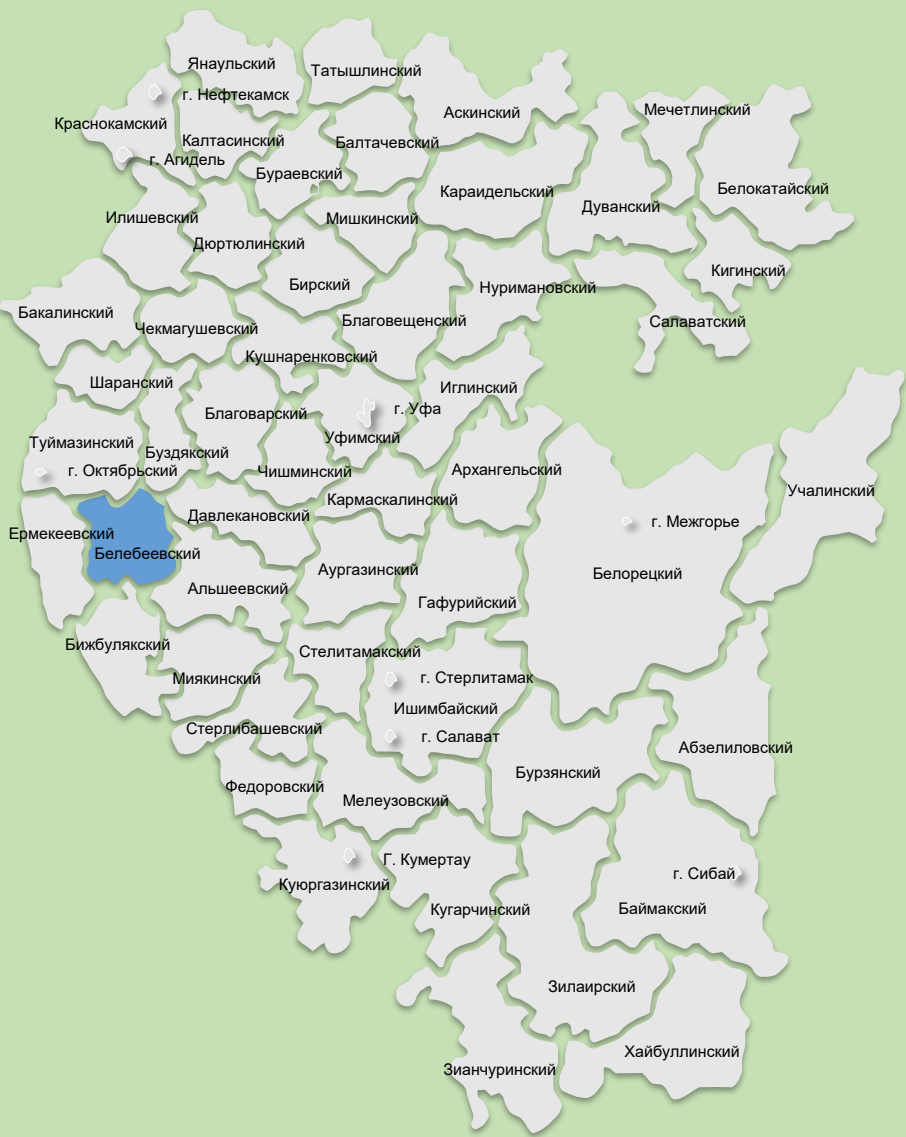 Янаульский
Татышлинский
г. Нефтекамск
Аскинский
Мечетлинский
Краснокамский
Калтасинский
Балтачевский
г. Агидель
Бураевский
Караидельский
Белокатайский
Дуванский
Илишевский
Мишкинский
Дюртюлинский
Кигинский
Бирский
Нуримановский
Бакалинский
Чекмагушевский
Благовещенский
Салаватский
Кушнаренковский
Шаранский
Иглинский
Благоварский
г. Уфа
Уфимский
Туймазинский
Буздякский
г. Октябрьский
Чишминский
Архангельский
Учалинский
Кармаскалинский
Давлекановский
г. Межгорье
Ермекеевский
Белебеевский
Аургазинский
Белорецкий
Альшеевский
Гафурийский
Бижбулякский
Стелитамакский
Миякинский
г. Стерлитамак
Ишимбайский
Стерлибашевский
г. Салават
Абзелиловский
Бурзянский
Федоровский
Мелеузовский
Г. Кумертау
г. Сибай
Куюргазинский
Кугарчинский
Баймакский
Зилаирский
Хайбуллинский
Зианчуринский